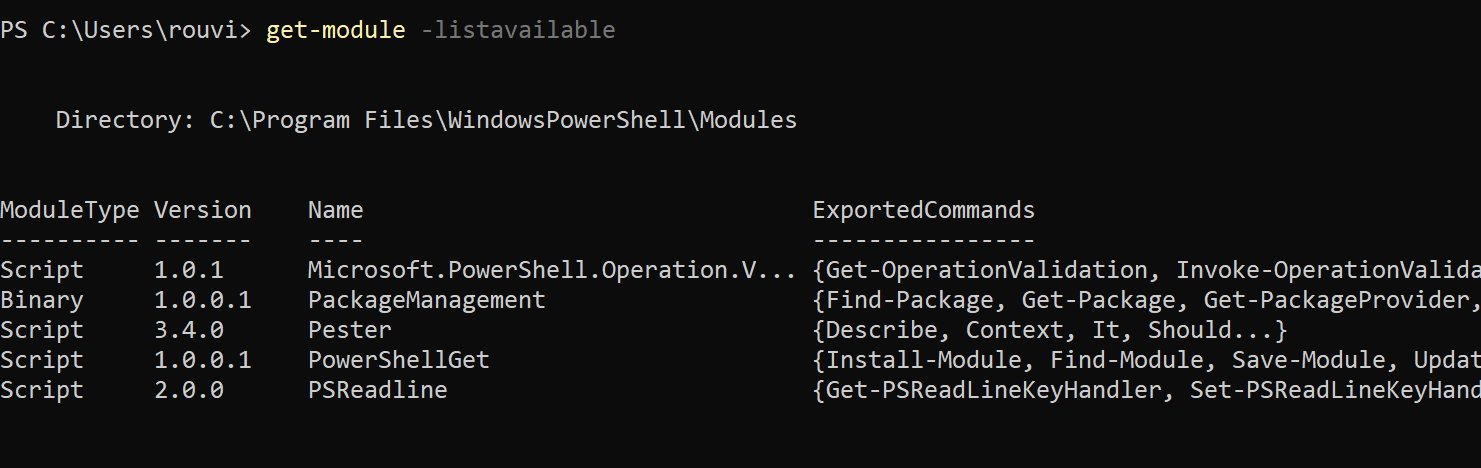 PS C:\Users\rouvi> get-module -listavailable
Directory: C:\Program Files\WindowsPowerShell\Modules
ModuleType Version    Name                                ExportedCommands
---------- -------    ----                                ----------------
Script     1.0.1      Microsoft.PowerShell.Operation.V... {Get-OperationValidation, Invoke-OperationValida
Binary     1.0.0.1    PackageManagement                   {Find-Package, Get-Package, Get-PackageProvider,
Script     3.4.0      Pester                              {Describe, Context, It, Should...}
Script     1.0.0.1    PowerShellGet                       {Install-Module, Find-Module, Save-Module, Updat
Script     2.0.0      PSReadline                          {Get-PSReadLineKeyHandler, Set-PSReadLineKeyHand